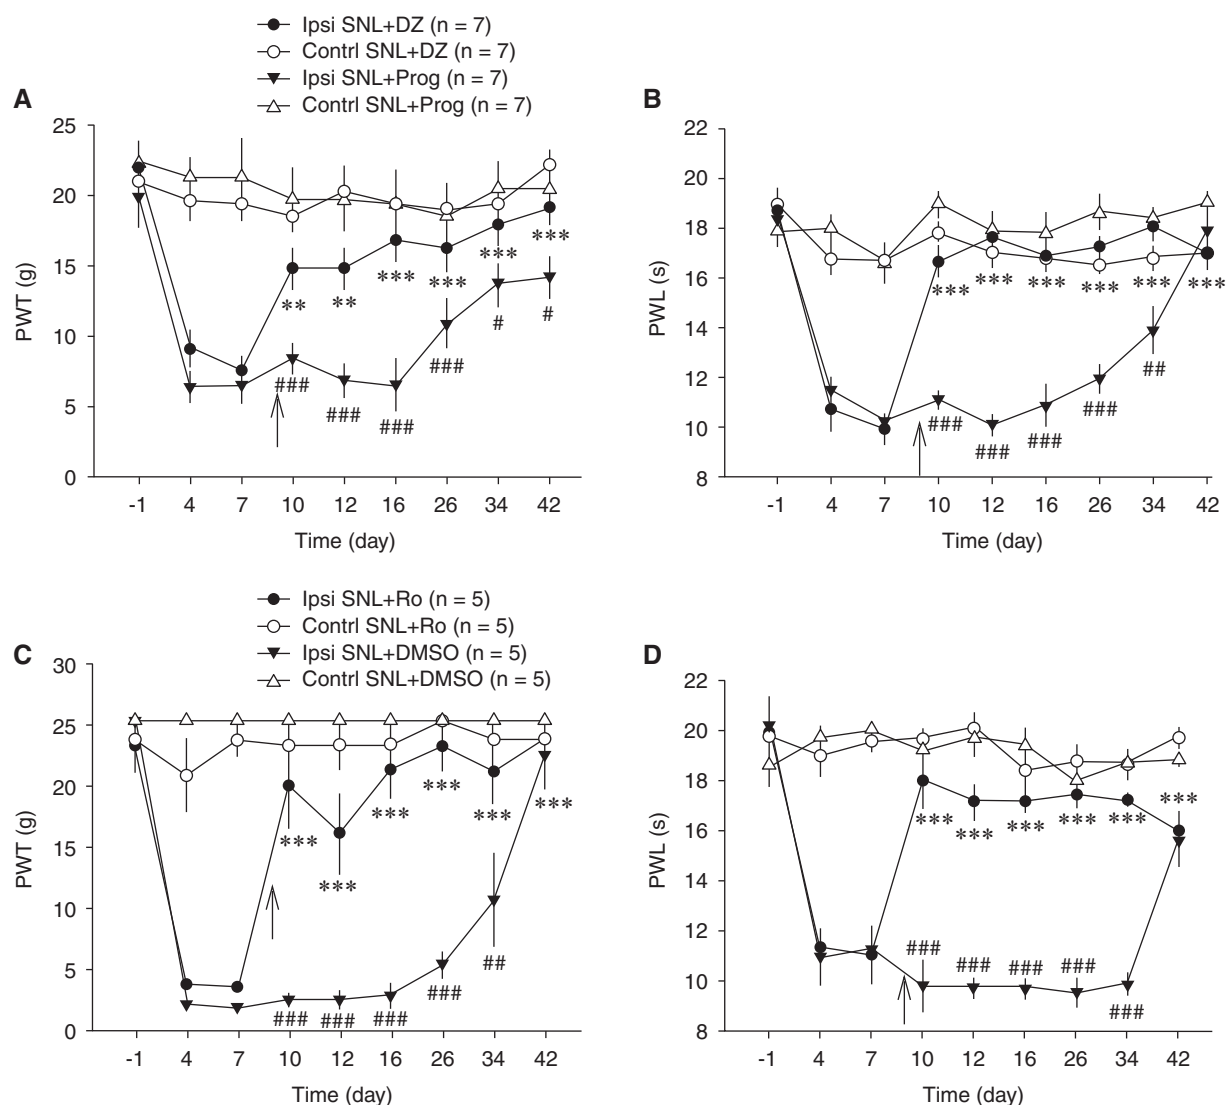 Ipsi SNL+DZ (n = 7)
Contrl SNL+DZ (n = 7)
Ipsi SNL+Prog (n = 7)
Contrl SNL+Prog (n = 7)
A
25
20
15
10
5
0
PWT (g)
** ** *** *** *** ***
### ### ### ### # #
-1 4 7 10 12 16 26 34 42
Time (day)
B
22
20
18
16
14
12
10
8
PWL (s)
*** *** *** *** *** ***
### ### ### ### ##
-1 4 7 10 12 16 26 34 42
Time (day)
Ipsi SNL+Ro (n = 5)
Contrl SNL+Ro (n = 5)
Ipsi SNL+DMSO (n = 5)
Contrl SNL+DMSO (n = 5)
C
30
25
20
15
10
5
0
PWT (g)
*** *** *** *** *** ***
### ### ### ### ##
-1 4 7 10 12 16 26 34 42
Time (day)
D
22
20
18
16
14
12
10
8
PWL (s)
*** *** *** *** *** ***
### ### ### ### ###
-1 4 7 10 12 16 26 34 42
Time (day)